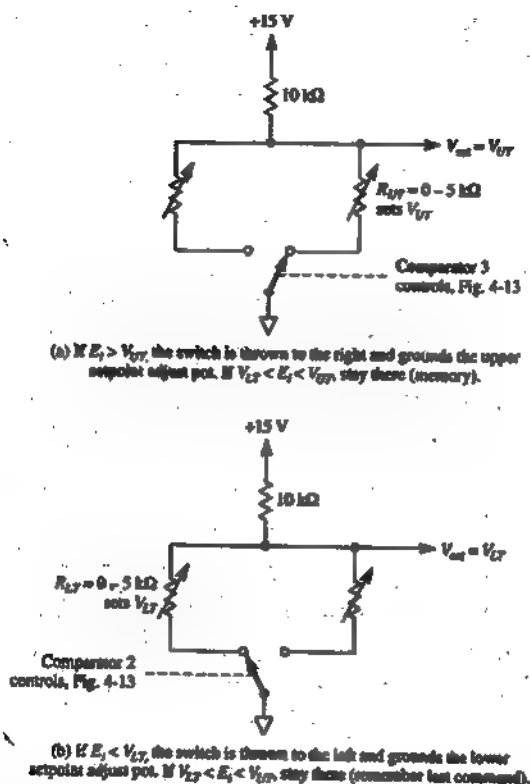 +15 V
10 kΩ
V_out = V_UT
R_UT = 0 – 5 kΩ
sets V_UT
Comparator 3
controls, Fig. 4-13
(a) If E_i > V_UT, the switch is thrown to the right and grounds the upper
setpoint adjust pot. If V_LT < E_i < V_UT, stay there (memory).
+15 V
10 kΩ
V_out = V_LT
R_LT = 0 – 5 kΩ
sets V_LT
Comparator 2
controls, Fig. 4-13
(b) If E_i < V_LT, the switch is thrown to the left and grounds the lower
setpoint adjust pot. If V_LT < E_i < V_UT, stay there (remember last command).